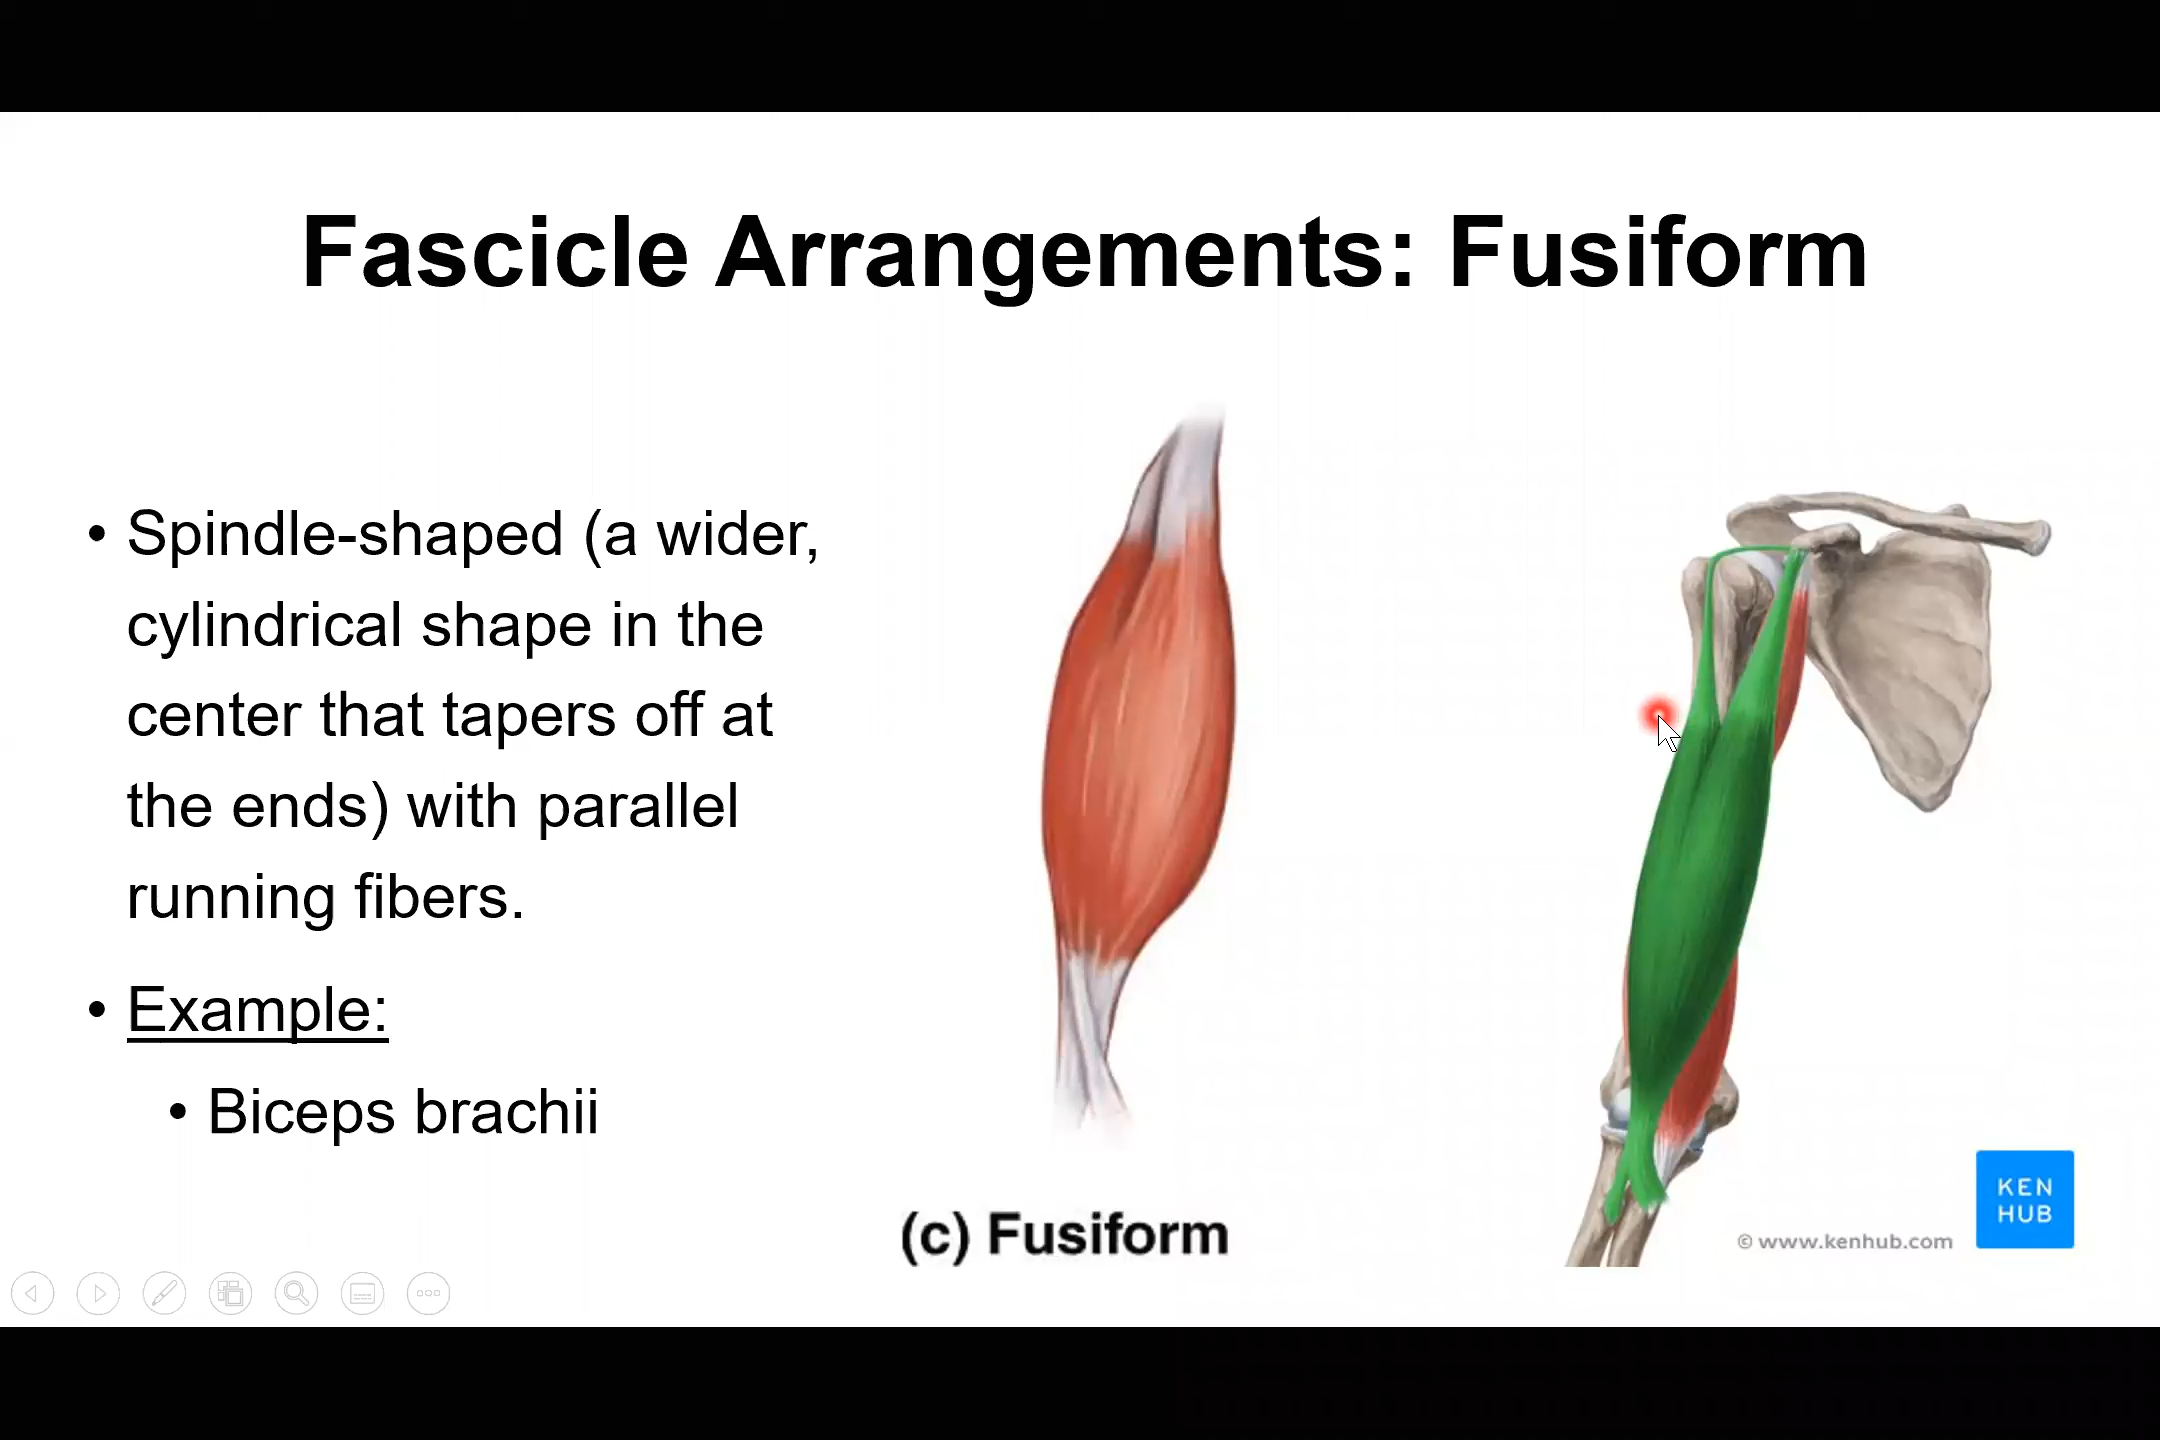 Fascicle Arrangements: Fusiform
• Spindle-shaped (a wider,
cylindrical shape in the
center that tapers off at
the ends) with parallel
running fibers.
• Example:
• Biceps brachii
(c) Fusiform
KEN
HUB
© www.kenhub.com